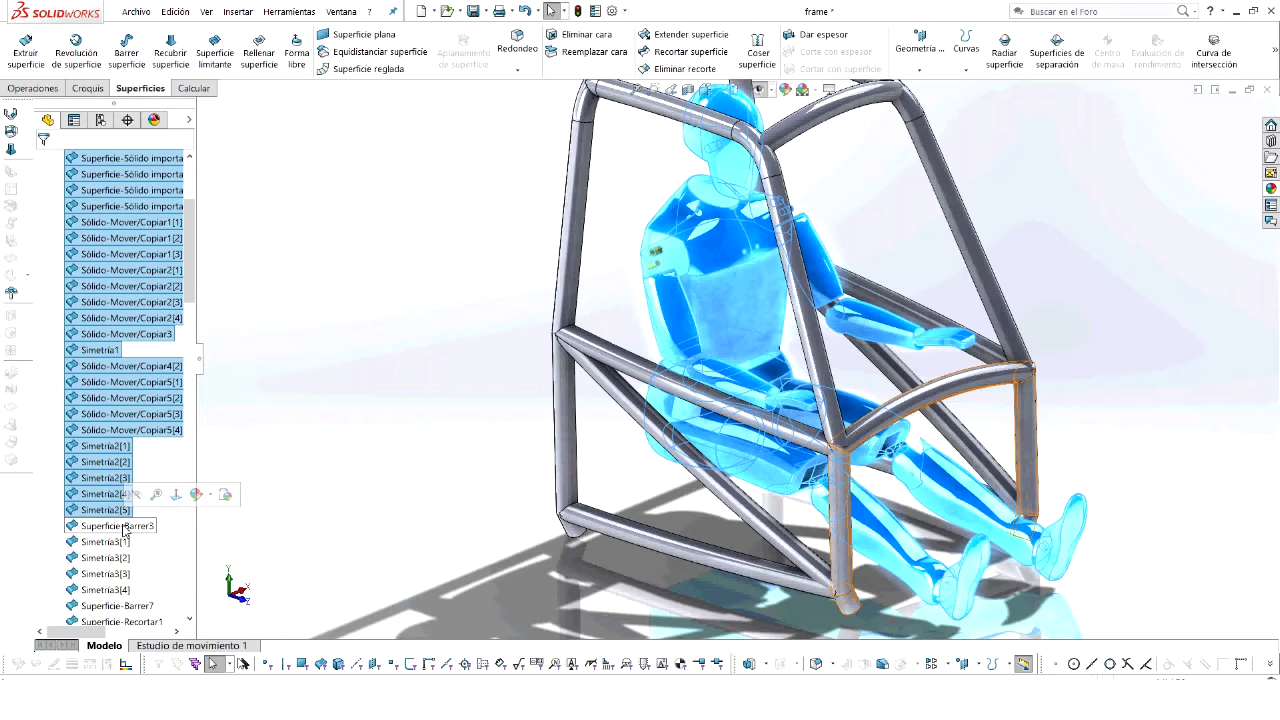 SOLIDWORKS Archivo Edición Ver Insertar Herramientas Ventana ? frame * Buscar en el Foro ?
Extruir superficie
Revolución de superficie
Barrer superficie
Recubrir superficie
Superficie limitante
Rellenar superficie
Forma libre
Superficie plana
Equidistanciar superficie
Superficie reglada
Aplanamiento de superficie
Redondeo
Eliminar cara
Reemplazar cara
Extender superficie
Recortar superficie
Eliminar recorte
Coser superficie
Dar espesor
Corte con espesor
Cortar con superficie
Geometría ...
Curvas
Radiar superficie
Superficies de separación
Centro de masa
Evaluación de rendimiento
Curva de intersección
Operaciones Croquis Superficies Calcular
Superficie-Sólido importa
Superficie-Sólido importa
Superficie-Sólido importa
Superficie-Sólido importa
Sólido-Mover/Copiar1[1]
Sólido-Mover/Copiar1[2]
Sólido-Mover/Copiar1[3]
Sólido-Mover/Copiar2[1]
Sólido-Mover/Copiar2[2]
Sólido-Mover/Copiar2[3]
Sólido-Mover/Copiar2[4]
Sólido-Mover/Copiar3
Simetría1
Sólido-Mover/Copiar4[2]
Sólido-Mover/Copiar5[1]
Sólido-Mover/Copiar5[2]
Sólido-Mover/Copiar5[3]
Sólido-Mover/Copiar5[4]
Simetría2[1]
Simetría2[2]
Simetría2[3]
Simetría2[4]
Simetría2[5]
Superficie-Barrer3
Simetría3[1]
Simetría3[2]
Simetría3[3]
Simetría3[4]
Superficie-Barrer7
Superficie-Recortar1
Y
X
Z
Modelo Estudio de movimiento 1